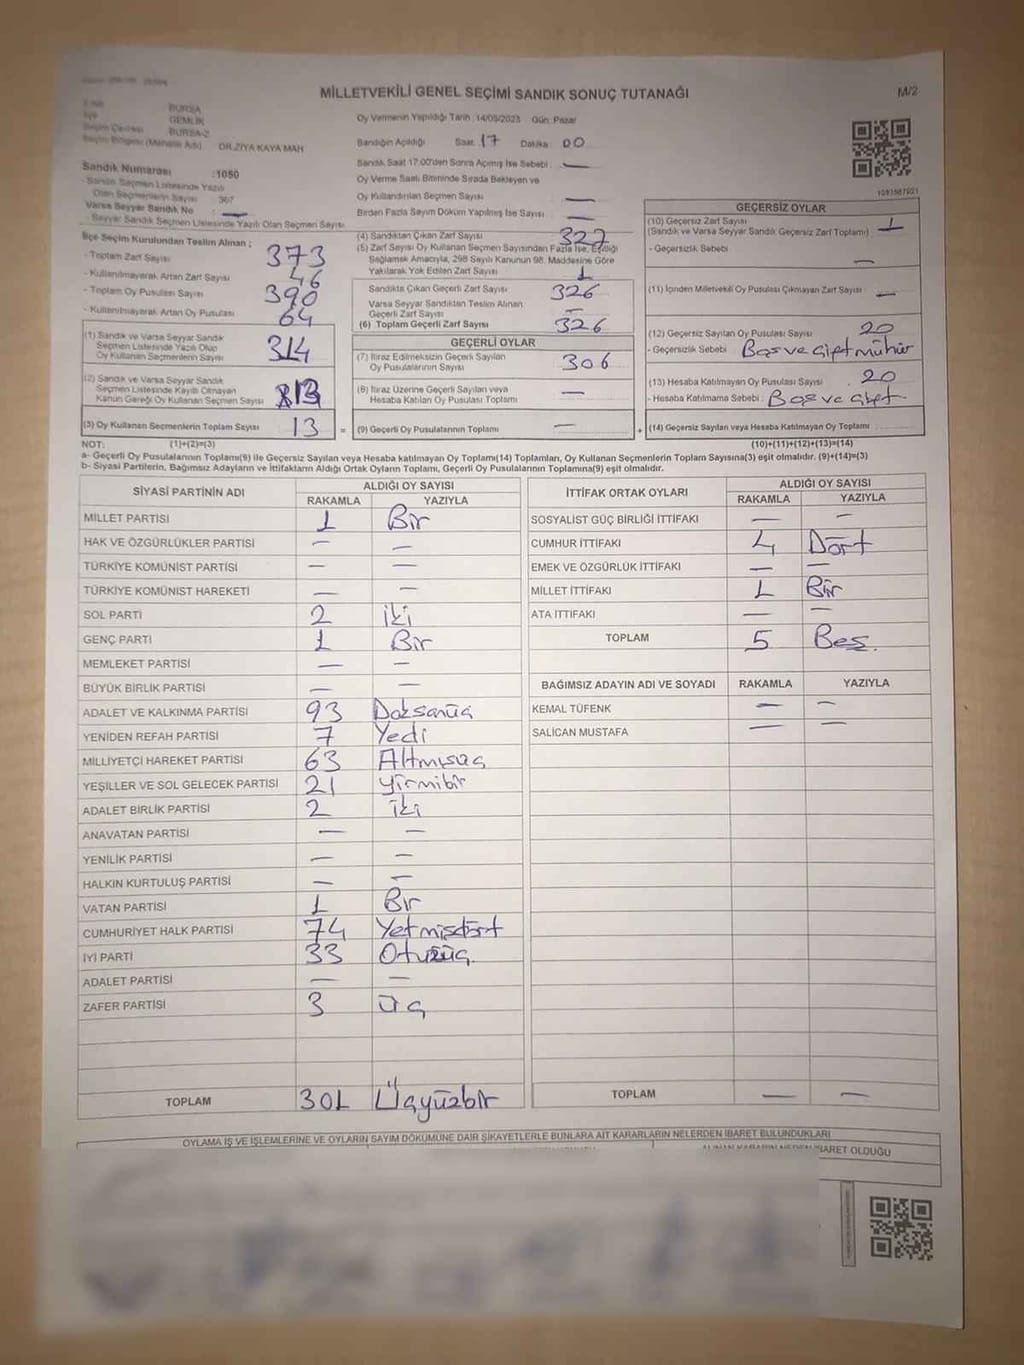 MİLLETVEKİLİ GENEL SEÇİMİ SANDIK SONUÇ TUTANAĞI
M/2
BURSA
GEMLİK
Seçim Çevresi BURSA-2
DR.ZİYA KAYA MAH
Oy Vermenin Yapıldığı Tarih : 14/05/2023 Gün: Pazar
Sandığın Açıldığı Saat : 17 Dakika : 00
Sandık Saat 17:00'den Sonra Açılmış İse Sebebi : —
Oy Verme Saati Bitiminde Sırada Bekleyen ve
Oy Kullandırılan Seçmen Sayısı —
Birden Fazla Sayım Döküm Yapılmış İse Sayısı —
Sandık Numarası : 1050
- Sandık Seçmen Listesinde Yazılı
Olan Seçmenlerin Sayısı 367
Varsa Seyyar Sandık No —
- Seyyar Sandık Listesinde Yazılı Olan Seçmen Sayısı
İlçe Seçim Kurulundan Teslim Alınan ;
- Toplam Zarf Sayısı 373
- Kullanılmayarak Artan Zarf Sayısı 46
- Toplam Oy Pusulası Sayısı 390
- Kullanılmayarak Artan Oy Pusulası 64
(1) Sandık ve Varsa Seyyar Sandık
Seçmen Listesinde Yazılı Olup
Oy Kullanan Seçmenlerin Sayısı 314
(2) Sandık ve Varsa Seyyar Sandık
Seçmen Listesinde Kayıtlı Olmayan
Kanun Gereği Oy Kullanan Seçmen Sayısı 13
(3) Oy Kullanan Seçmenlerin Toplam Sayısı 13
(4) Sandıktan Çıkan Zarf Sayısı 327
(5) Zarf Sayısı Oy Kullanan Seçmen Sayısından Fazla İse, Eşitliği
Sağlamak Amacıyla, 298 Sayılı Kanunun 98. Maddesine Göre
Yakılarak Yok Edilen Zarf Sayısı 1
Sandıkta Çıkan Geçerli Zarf Sayısı 326
Varsa Seyyar Sandıktan Teslim Alınan
Geçerli Zarf Sayısı —
(6) Toplam Geçerli Zarf Sayısı 326
GEÇERLİ OYLAR
(7) İtiraz Edilmeksizin Geçerli Sayılan
Oy Pusulalarının Sayısı 306
(8) İtiraz Üzerine Geçerli Sayılan veya
Hesaba Katılan Oy Pusulası Toplamı —
= (9) Geçerli Oy Pusulalarının Toplamı —
1091587021
GEÇERSİZ OYLAR
(10) Geçersiz Zarf Sayısı
(Sandık ve Varsa Seyyar Sandık Geçersiz Zarf Toplamı) 1
- Geçersizlik Sebebi —
(11) İçinden Milletvekili Oy Pusulası Çıkmayan Zarf Sayısı —
(12) Geçersiz Sayılan Oy Pusulası Sayısı 20
- Geçersizlik Sebebi Boş ve çift mühür
(13) Hesaba Katılmayan Oy Pusulası Sayısı 20
- Hesaba Katılmama Sebebi : Boş ve çift
+ (14) Geçersiz Sayılan veya Hesaba Katılmayan Oy Toplamı
NOT: (1)+(2)=(3) (10)+(11)+(12)+(13)=(14)
a- Geçerli Oy Pusulalarının Toplamı(9) ile Geçersiz Sayılan veya Hesaba katılmayan Oy Toplamı(14) Toplamları, Oy Kullanan Seçmenlerin Toplam Sayısına(3) eşit olmalıdır. (9)+(14)=(3)
b- Siyasi Partilerin, Bağımsız Adayların ve İttifakların Aldığı Ortak Oyların Toplamı, Geçerli Oy Pusulalarının Toplamına(9) eşit olmalıdır.
SİYASİ PARTİNİN ADI ALDIĞI OY SAYISI
RAKAMLA YAZIYLA
MİLLET PARTİSİ 1 Bir
HAK VE ÖZGÜRLÜKLER PARTİSİ — —
TÜRKİYE KOMÜNİST PARTİSİ — —
TÜRKİYE KOMÜNİST HAREKETİ — —
SOL PARTİ 2 iki
GENÇ PARTİ 1 Bir
MEMLEKET PARTİSİ — —
BÜYÜK BİRLİK PARTİSİ — —
ADALET VE KALKINMA PARTİSİ 93 Doksanüç
YENİDEN REFAH PARTİSİ 7 Yedi
MİLLİYETÇİ HAREKET PARTİSİ 63 Altmışüç
YEŞİLLER VE SOL GELECEK PARTİSİ 21 yirmibir
ADALET BİRLİK PARTİSİ 2 iki
ANAVATAN PARTİSİ — —
YENİLİK PARTİSİ — —
HALKIN KURTULUŞ PARTİSİ — —
VATAN PARTİSİ 1 Bir
CUMHURİYET HALK PARTİSİ 74 Yetmişdört
İYİ PARTİ 33 Otuzüç
ADALET PARTİSİ — —
ZAFER PARTİSİ 3 üç
TOPLAM 301 Üçyüzbir
İTTİFAK ORTAK OYLARI ALDIĞI OY SAYISI
RAKAMLA YAZIYLA
SOSYALİST GÜÇ BİRLİĞİ İTTİFAKI — —
CUMHUR İTTİFAKI 4 Dört
EMEK VE ÖZGÜRLÜK İTTİFAKI — —
MİLLET İTTİFAKI 1 Bir
ATA İTTİFAKI — —
TOPLAM 5 Beş.
BAĞIMSIZ ADAYIN ADI VE SOYADI RAKAMLA YAZIYLA
KEMAL TÜFENK — —
SALİCAN MUSTAFA — —
TOPLAM — —
OYLAMA İŞ VE İŞLEMLERİNE VE OYLARIN SAYIM DÖKÜMÜNE DAİR ŞİKAYETLERLE BUNLARA AİT KARARLARIN NELERDEN İBARET BULUNDUKLARI
İBARET OLDUĞU